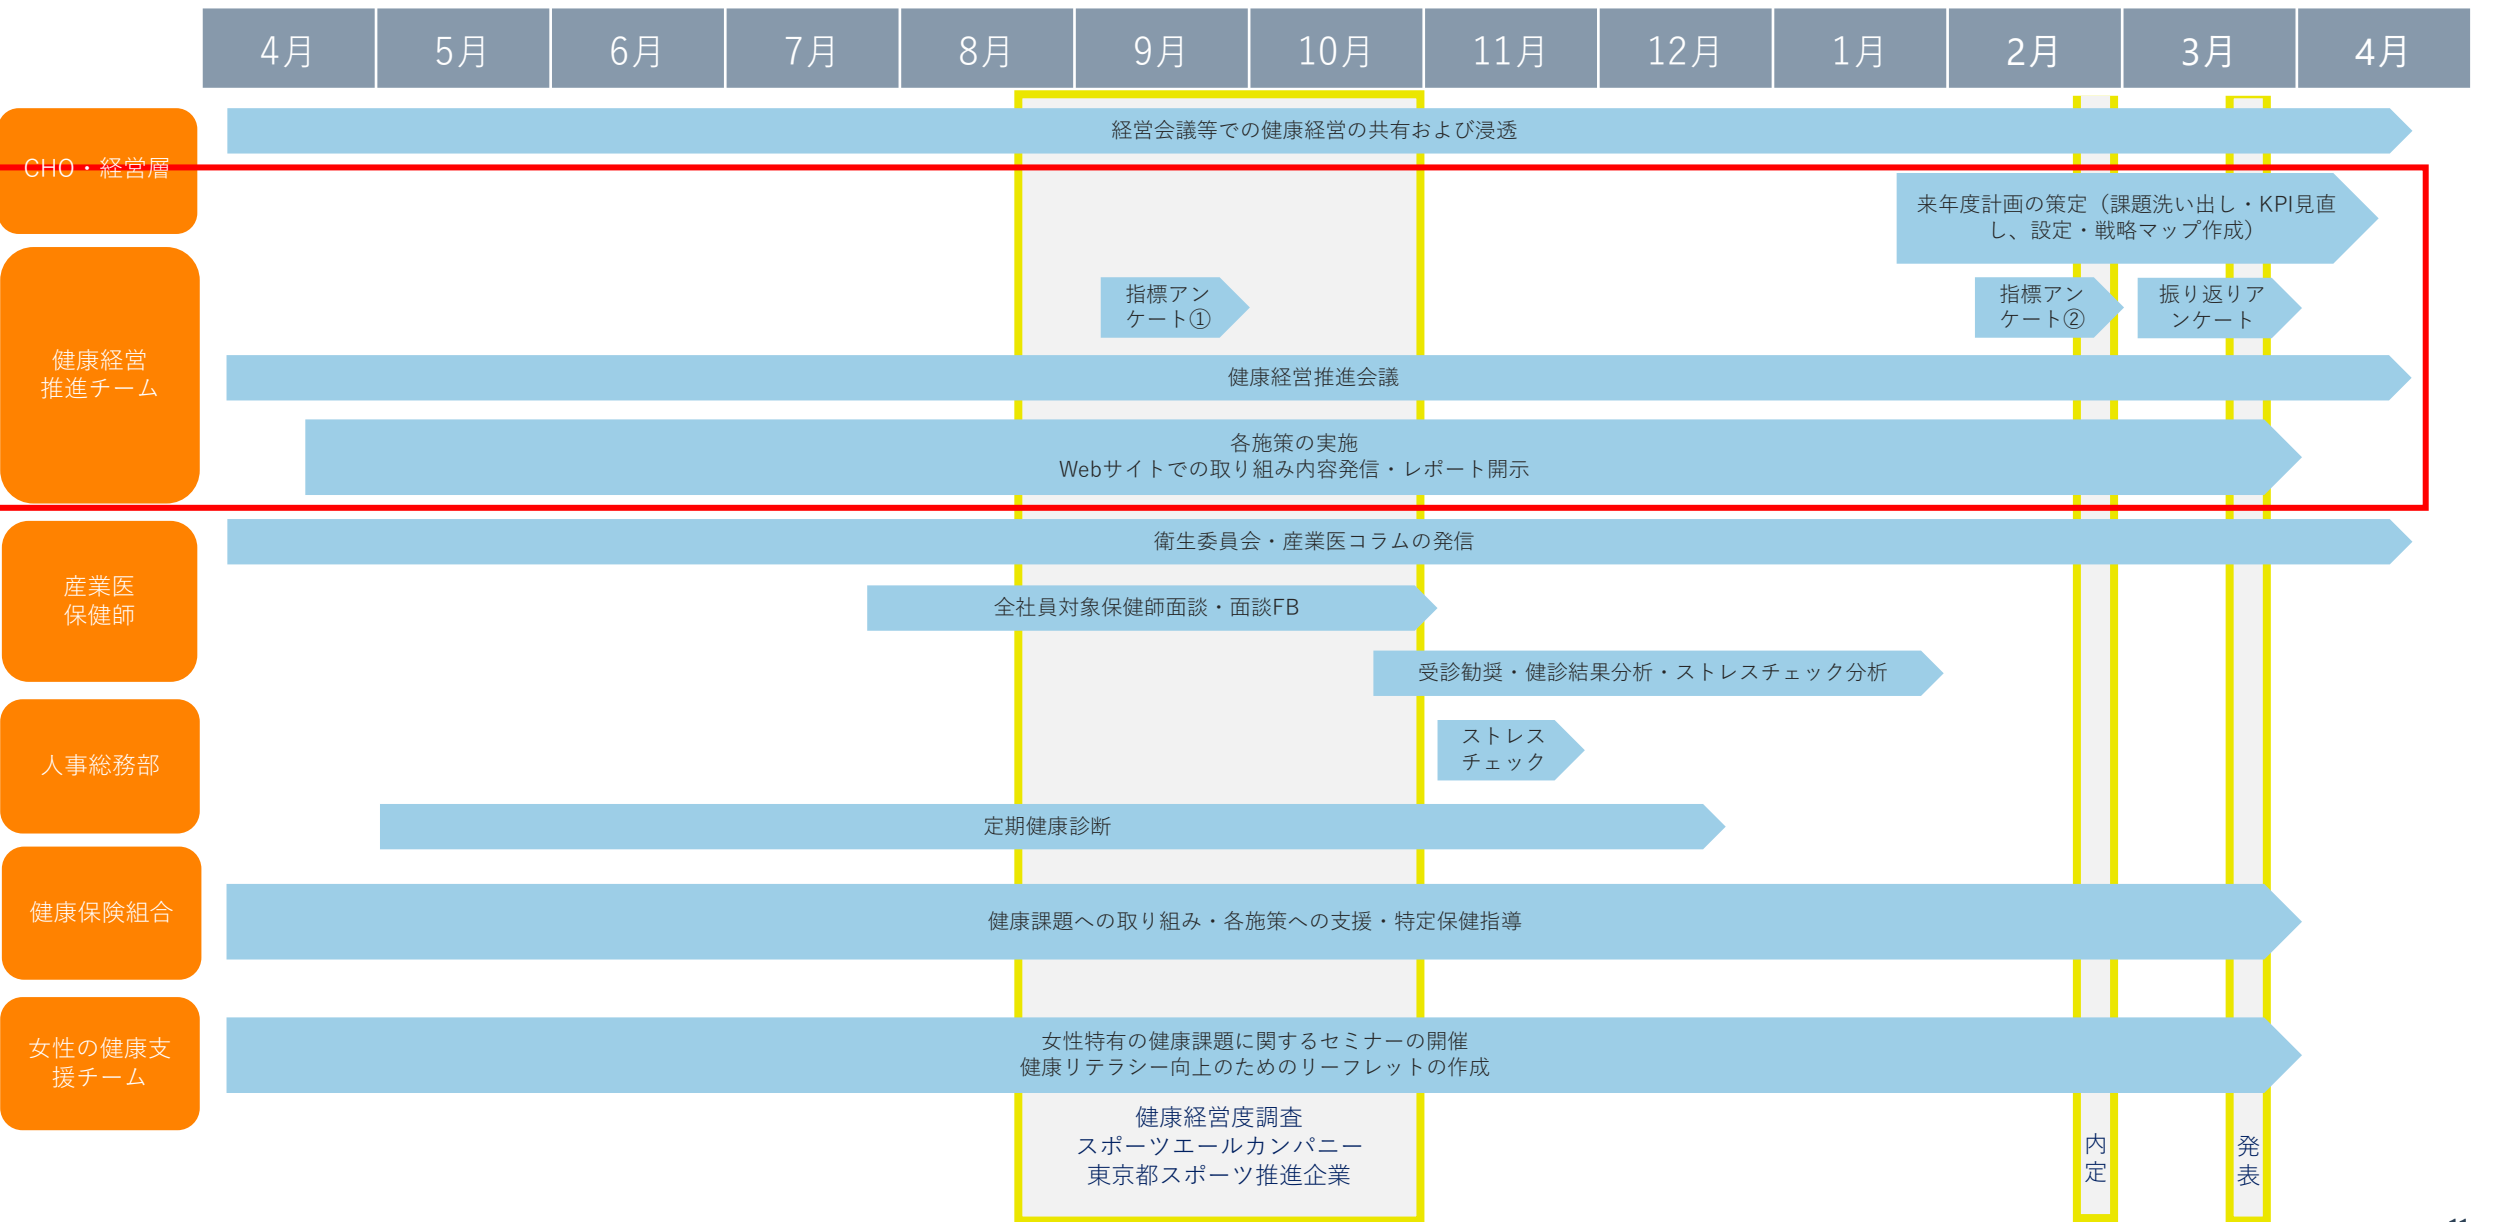 4月
5月
6月
7月
8月
9月
10月
11月
12月
1月
2月
3月
4月
CHO・経営層
経営会議等での健康経営の共有および浸透
来年度計画の策定（課題洗い出し・KPI見直
し、設定・戦略マップ作成）
健康経営
推進チーム
指標アン
ケート①
指標アン
ケート②
振り返りア
ンケート
健康経営推進会議
各施策の実施
Webサイトでの取り組み内容発信・レポート開示
産業医
保健師
衛生委員会・産業医コラムの発信
全社員対象保健師面談・面談FB
受診勧奨・健診結果分析・ストレスチェック分析
人事総務部
ストレス
チェック
定期健康診断
健康保険組合
健康課題への取り組み・各施策への支援・特定保健指導
女性の健康支
援チーム
女性特有の健康課題に関するセミナーの開催
健康リテラシー向上のためのリーフレットの作成
健康経営度調査
スポーツエールカンパニー
東京都スポーツ推進企業
内定
発表